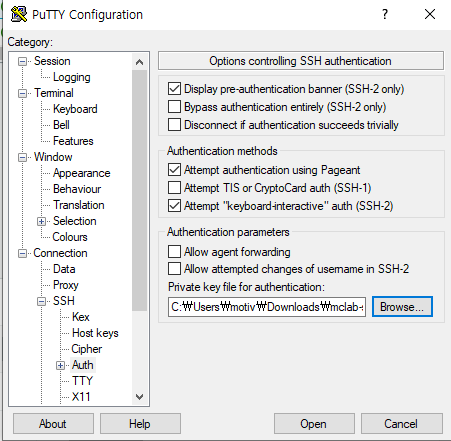 PuTTY Configuration
?
Category:
Session
Logging
Terminal
Keyboard
Bell
Features
Window
Appearance
Behaviour
Translation
Selection
Colours
Connection
Data
Proxy
SSH
Kex
Host keys
Cipher
Auth
TTY
X11
Options controlling SSH authentication
Display pre-authentication banner (SSH-2 only)
Bypass authentication entirely (SSH-2 only)
Disconnect if authentication succeeds trivially
Authentication methods
Attempt authentication using Pageant
Attempt TIS or CryptoCard auth (SSH-1)
Attempt "keyboard-interactive" auth (SSH-2)
Authentication parameters
Allow agent forwarding
Allow attempted changes of username in SSH-2
Private key file for authentication:
C:₩Users₩motiv₩Downloads₩mclab-
Browse...
About
Help
Open
Cancel